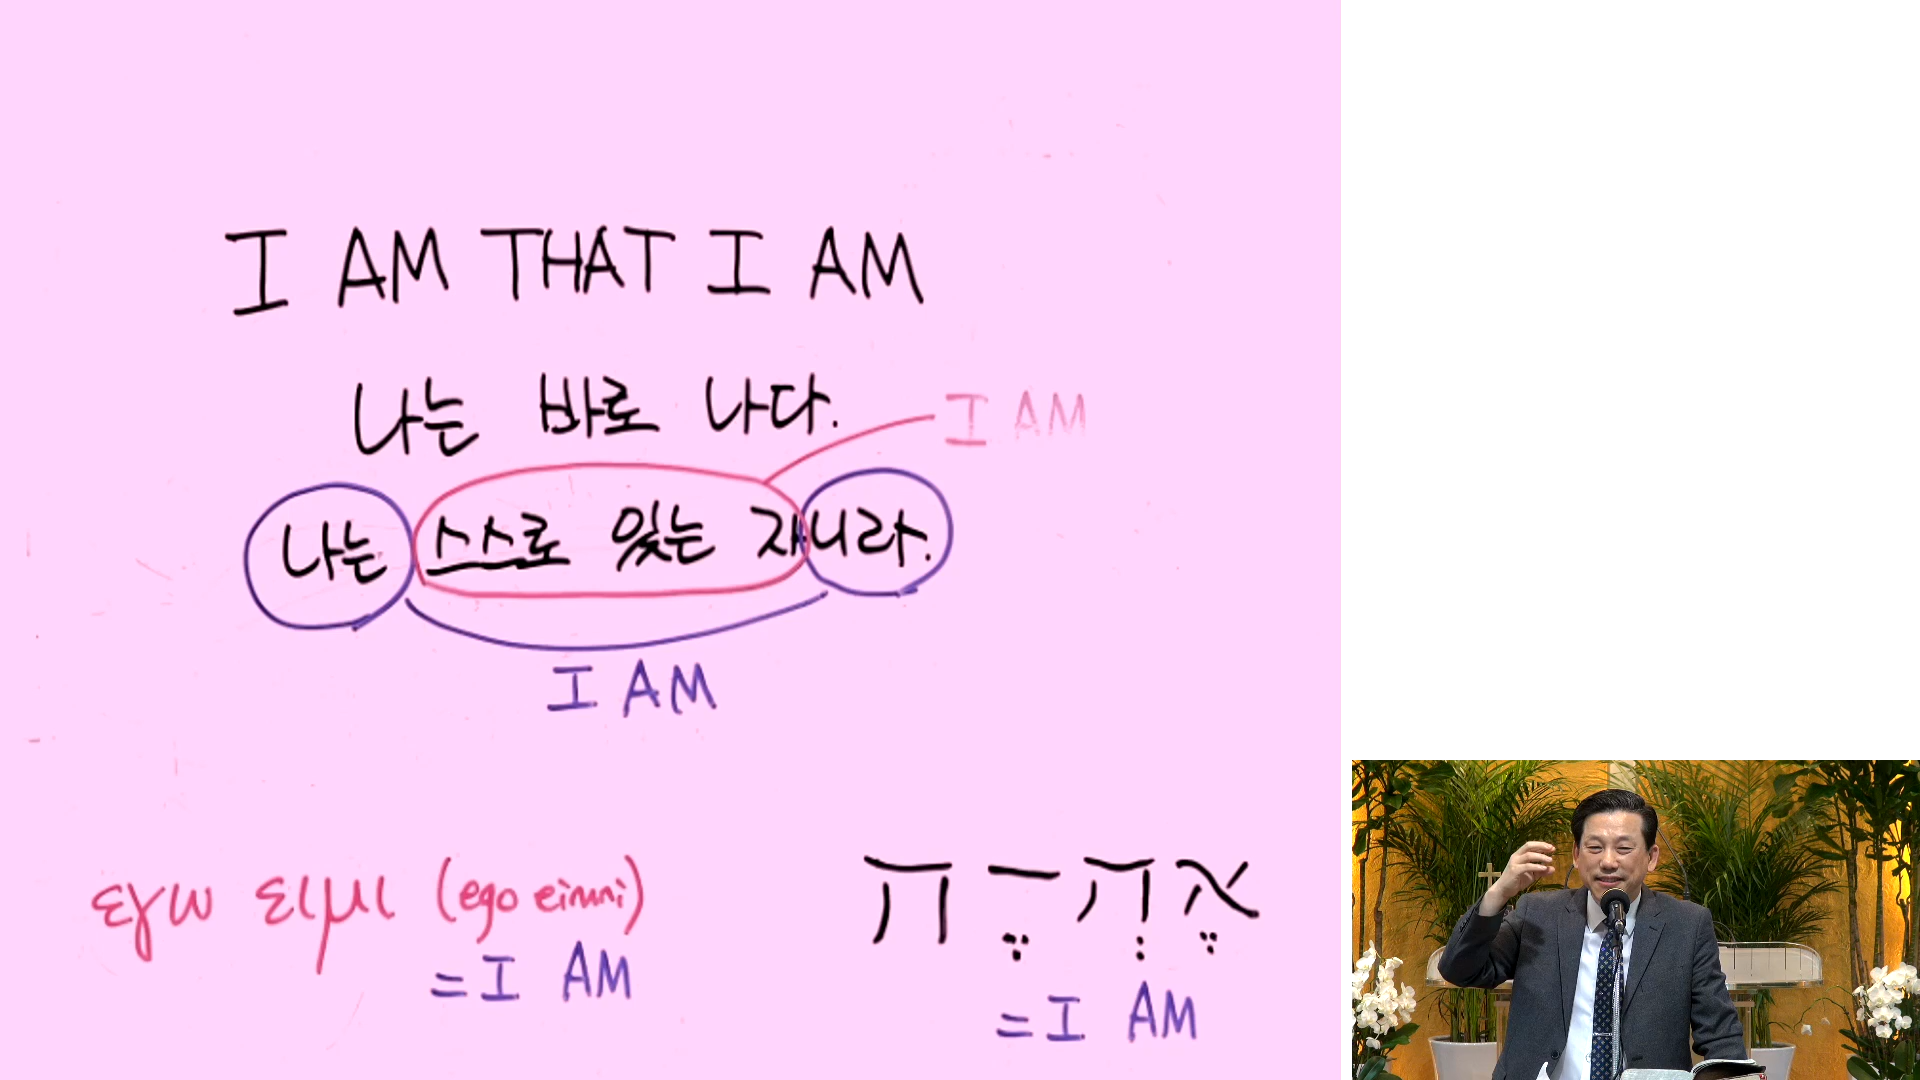 I AM THAT I AM
나는 바로 나다.
I AM
나는 스스로 있는 자니라.
I AM
εγω ειμι (ego eimi)
= I AM
אֶהְיֶה
= I AM